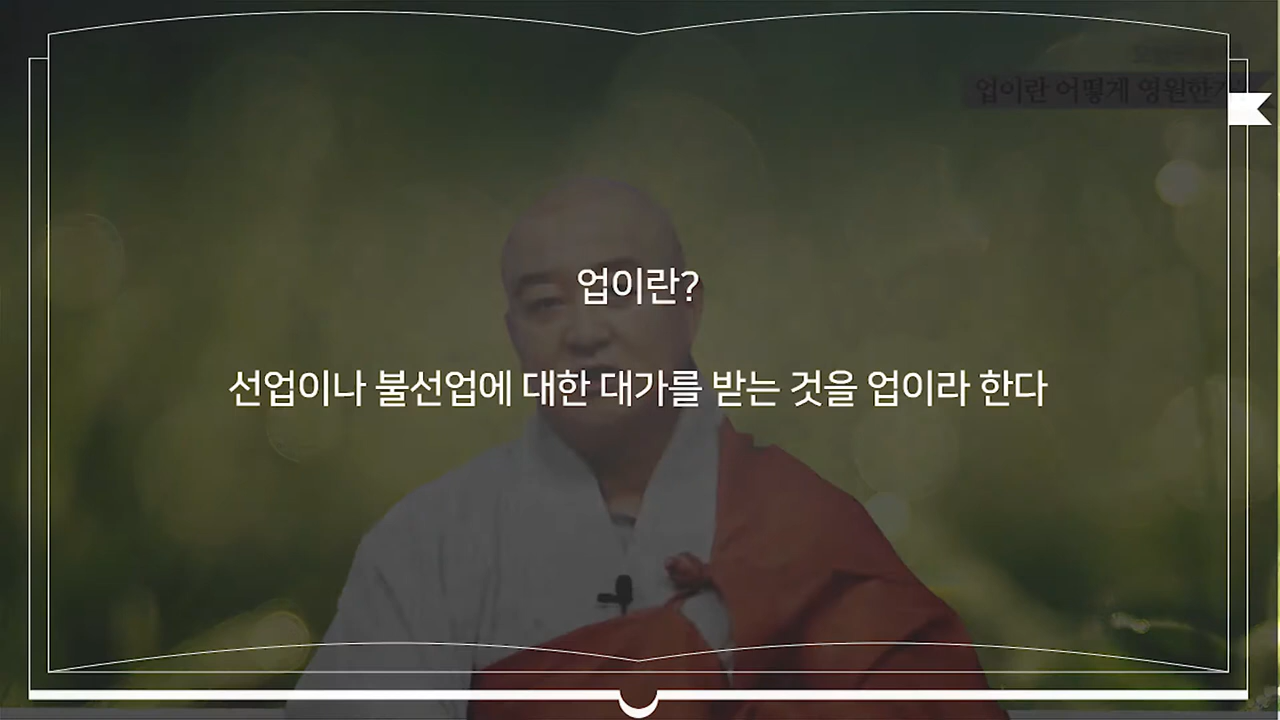 업이란 어떻게 영원한가
업이란?
선업이나 불선업에 대한 대가를 받는 것을 업이라 한다